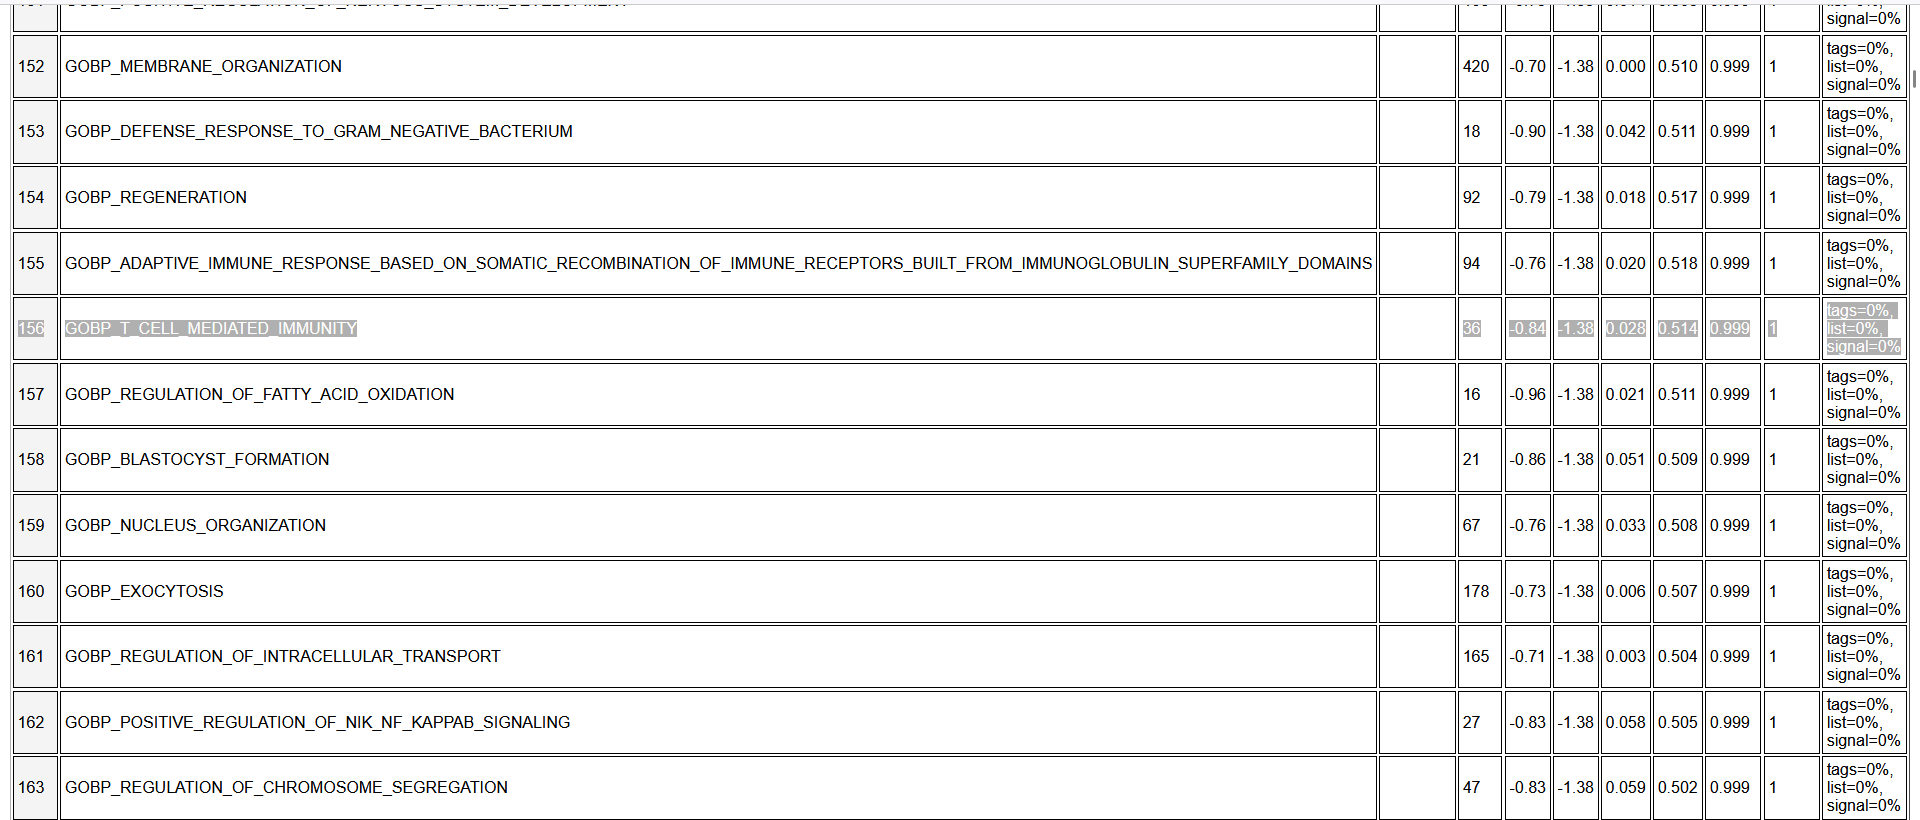 signal=0%
152 GOBP_MEMBRANE_ORGANIZATION 420 -0.70 -1.38 0.000 0.510 0.999 1 tags=0%, list=0%, signal=0%
153 GOBP_DEFENSE_RESPONSE_TO_GRAM_NEGATIVE_BACTERIUM 18 -0.90 -1.38 0.042 0.511 0.999 1 tags=0%, list=0%, signal=0%
154 GOBP_REGENERATION 92 -0.79 -1.38 0.018 0.517 0.999 1 tags=0%, list=0%, signal=0%
155 GOBP_ADAPTIVE_IMMUNE_RESPONSE_BASED_ON_SOMATIC_RECOMBINATION_OF_IMMUNE_RECEPTORS_BUILT_FROM_IMMUNOGLOBULIN_SUPERFAMILY_DOMAINS 94 -0.76 -1.38 0.020 0.518 0.999 1 tags=0%, list=0%, signal=0%
156 GOBP_T_CELL_MEDIATED_IMMUNITY 36 -0.84 -1.38 0.028 0.514 0.999 1 tags=0%, list=0%, signal=0%
157 GOBP_REGULATION_OF_FATTY_ACID_OXIDATION 16 -0.96 -1.38 0.021 0.511 0.999 1 tags=0%, list=0%, signal=0%
158 GOBP_BLASTOCYST_FORMATION 21 -0.86 -1.38 0.051 0.509 0.999 1 tags=0%, list=0%, signal=0%
159 GOBP_NUCLEUS_ORGANIZATION 67 -0.76 -1.38 0.033 0.508 0.999 1 tags=0%, list=0%, signal=0%
160 GOBP_EXOCYTOSIS 178 -0.73 -1.38 0.006 0.507 0.999 1 tags=0%, list=0%, signal=0%
161 GOBP_REGULATION_OF_INTRACELLULAR_TRANSPORT 165 -0.71 -1.38 0.003 0.504 0.999 1 tags=0%, list=0%, signal=0%
162 GOBP_POSITIVE_REGULATION_OF_NIK_NF_KAPPAB_SIGNALING 27 -0.83 -1.38 0.058 0.505 0.999 1 tags=0%, list=0%, signal=0%
163 GOBP_REGULATION_OF_CHROMOSOME_SEGREGATION 47 -0.83 -1.38 0.059 0.502 0.999 1 tags=0%, list=0%, signal=0%